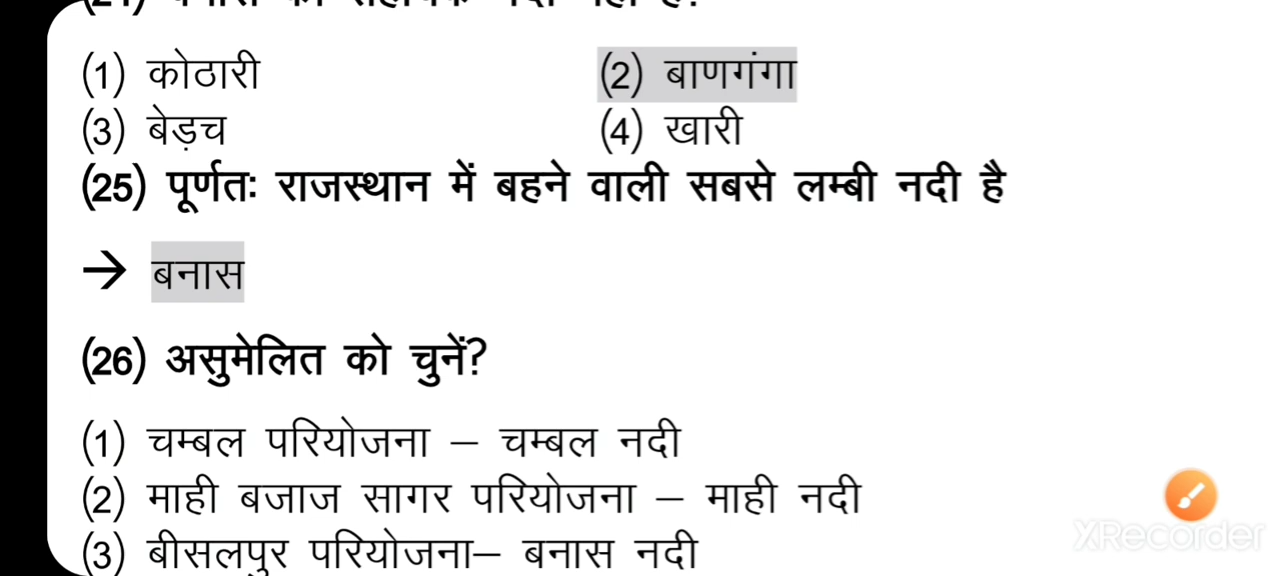 (1) कोठारी (2) बाणगंगा
(3) बेड़च (4) खारी
(25) पूर्णतः राजस्थान में बहने वाली सबसे लम्बी नदी है
→ बनास
(26) असुमेलित को चुनें?
(1) चम्बल परियोजना – चम्बल नदी
(2) माही बजाज सागर परियोजना – माही नदी
(3) बीसलपुर परियोजना– बनास नदी
XRecorder